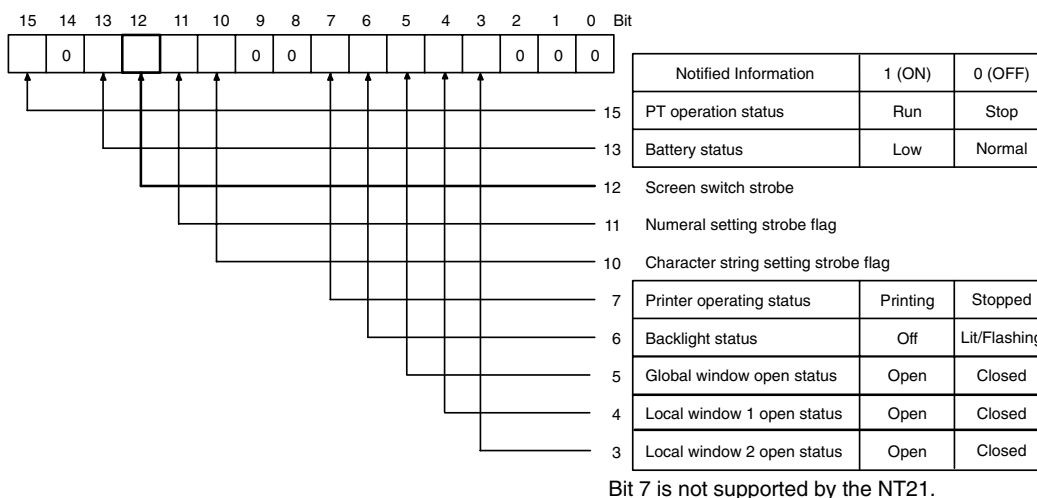 15 14 13 12 11 10 9 8 7 6 5 4 3 2 1 0 Bit
0 0 0 0 0 0
Notified Information 1 (ON) 0 (OFF)
15 PT operation status Run Stop
13 Battery status Low Normal
12 Screen switch strobe
11 Numeral setting strobe flag
10 Character string setting strobe flag
7 Printer operating status Printing Stopped
6 Backlight status Off Lit/Flashing
5 Global window open status Open Closed
4 Local window 1 open status Open Closed
3 Local window 2 open status Open Closed
Bit 7 is not supported by the NT21.